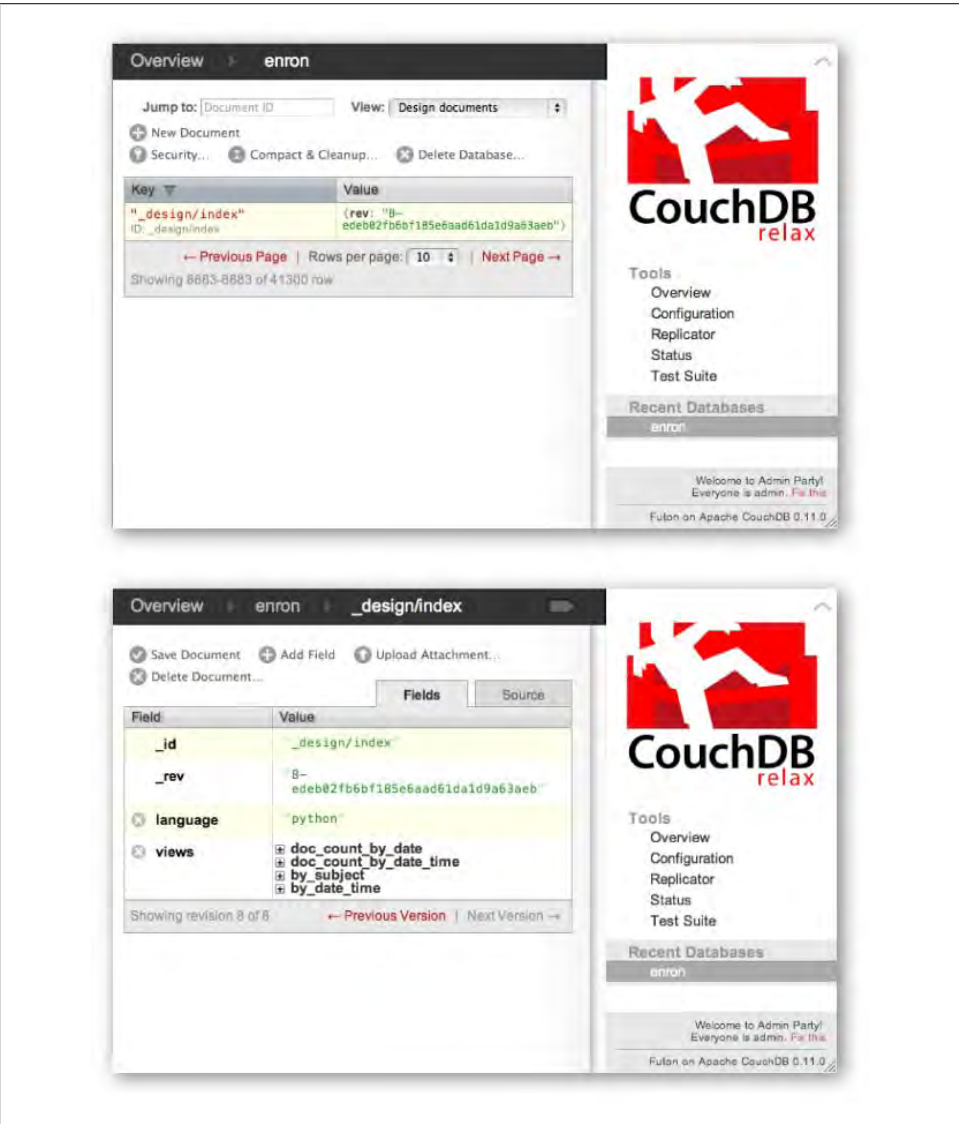 Overview enron
Jump to: Document ID View: Design documents
New Document
Security... Compact & Cleanup... Delete Database...
Key Value
"_design/index" {rev: "8-
ID: _design/index edeb02fb6bf185e6aad61da1d9a63aeb"}
← Previous Page | Rows per page: 10 | Next Page →
Showing 8883-8883 of 41300 row
CouchDB
relax
Tools
Overview
Configuration
Replicator
Status
Test Suite
Recent Databases
enron
Welcome to Admin Party!
Everyone is admin. Fix this
Futon on Apache CouchDB 0.11.0
Overview enron _design/index
Save Document Add Field Upload Attachment...
Delete Document...
Fields Source
Field Value
_id "_design/index"
_rev "8-
edeb02fb6bf185e6aad61da1d9a63aeb"
language "python"
views doc_count_by_date
doc_count_by_date_time
by_subject
by_date_time
Showing revision 8 of 8 ← Previous Version | Next Version →
CouchDB
relax
Tools
Overview
Configuration
Replicator
Status
Test Suite
Recent Databases
enron
Welcome to Admin Party!
Everyone is admin. Fix this
Futon on Apache CouchDB 0.11.0